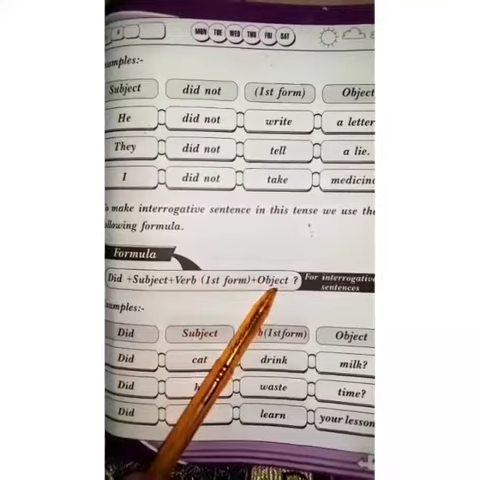 MON TUE WED THU FRI SAT
amples:-
Subject did not (1st form) Object
He did not write a letter
They did not tell a lie.
I did not take medicine
o make interrogative sentence in this tense we use the
llowing formula.
Formula
Did +Subject+Verb (1st form)+Object ? For interrogative sentences
amples:-
Did Subject b(1stform) Object
Did cat drink milk?
Did waste time?
Did learn your lesson